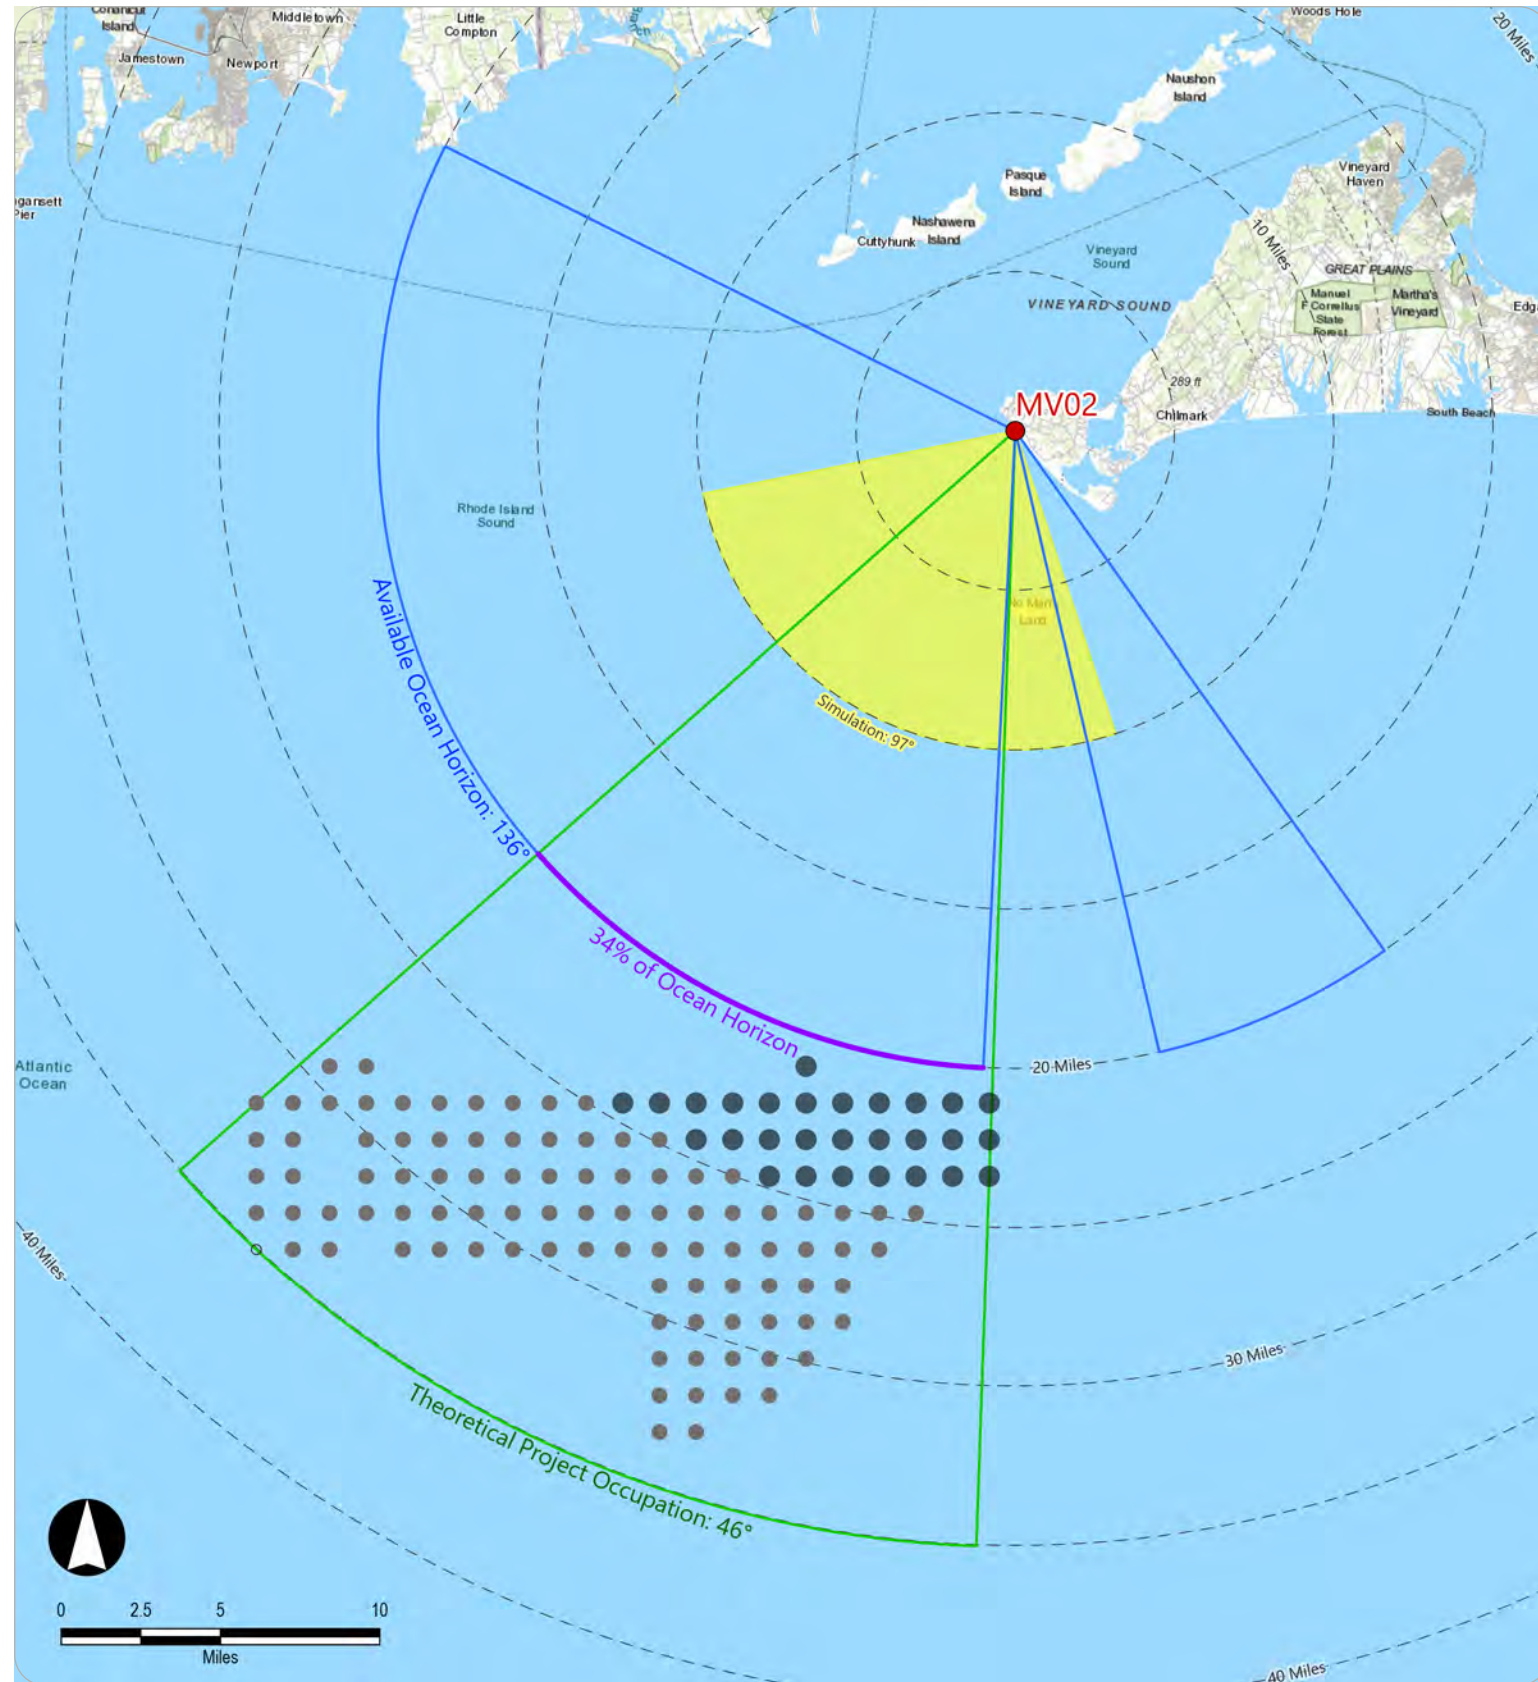 Conanicut
Island
Jamestown
Middletown
Newport
Little
Compton
Woods Hole
20 Miles
Naushon
Island
Pasque
Island
Nashawena
Island
Cuttyhunk
Vineyard
Haven
Vineyard
Sound
10 Miles
GREAT PLAINS
VINEYARD SOUND
Manuel
F Correllus
State
Forest
Martha's
Vineyard
289 ft
Chilmark
South Beach
MV02
Rhode Island
Sound
Land
Simulation: 97°
Available Ocean Horizon: 136°
34% of Ocean Horizon
20 Miles
Atlantic
Ocean
40 Miles
30 Miles
Theoretical Project Occupation: 46°
0 2.5 5 10
Miles
40 Miles